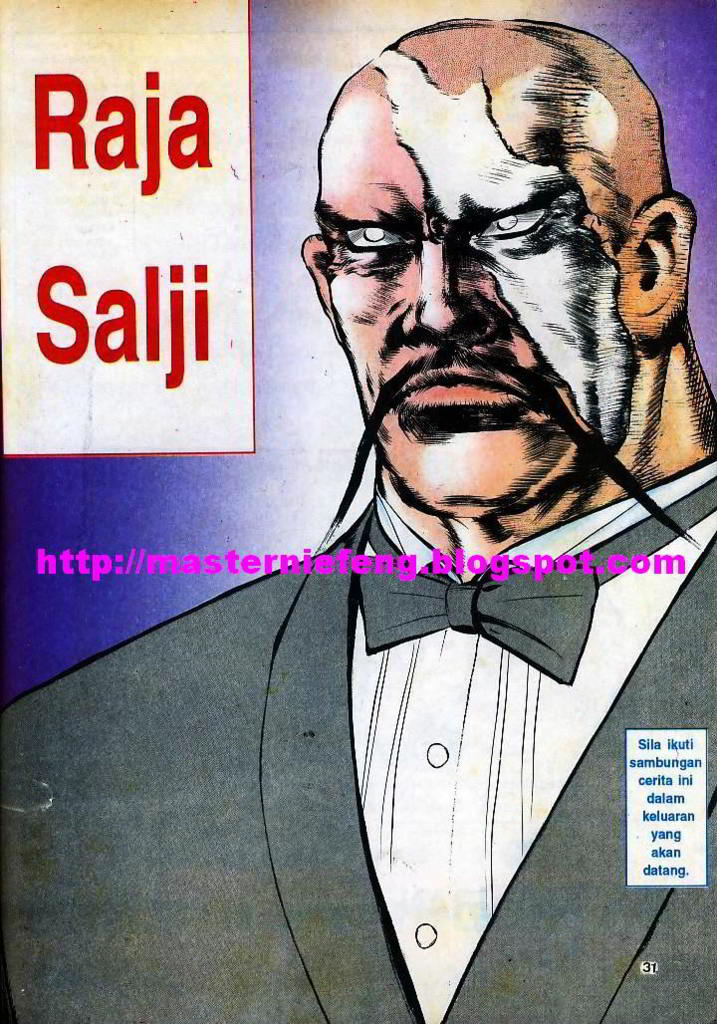 Raja
Salji
http://masterniefeng.blogspot.com
Sila ikuti
sambungan
cerita ini
dalam
keluaran
yang
akan
datang.
31